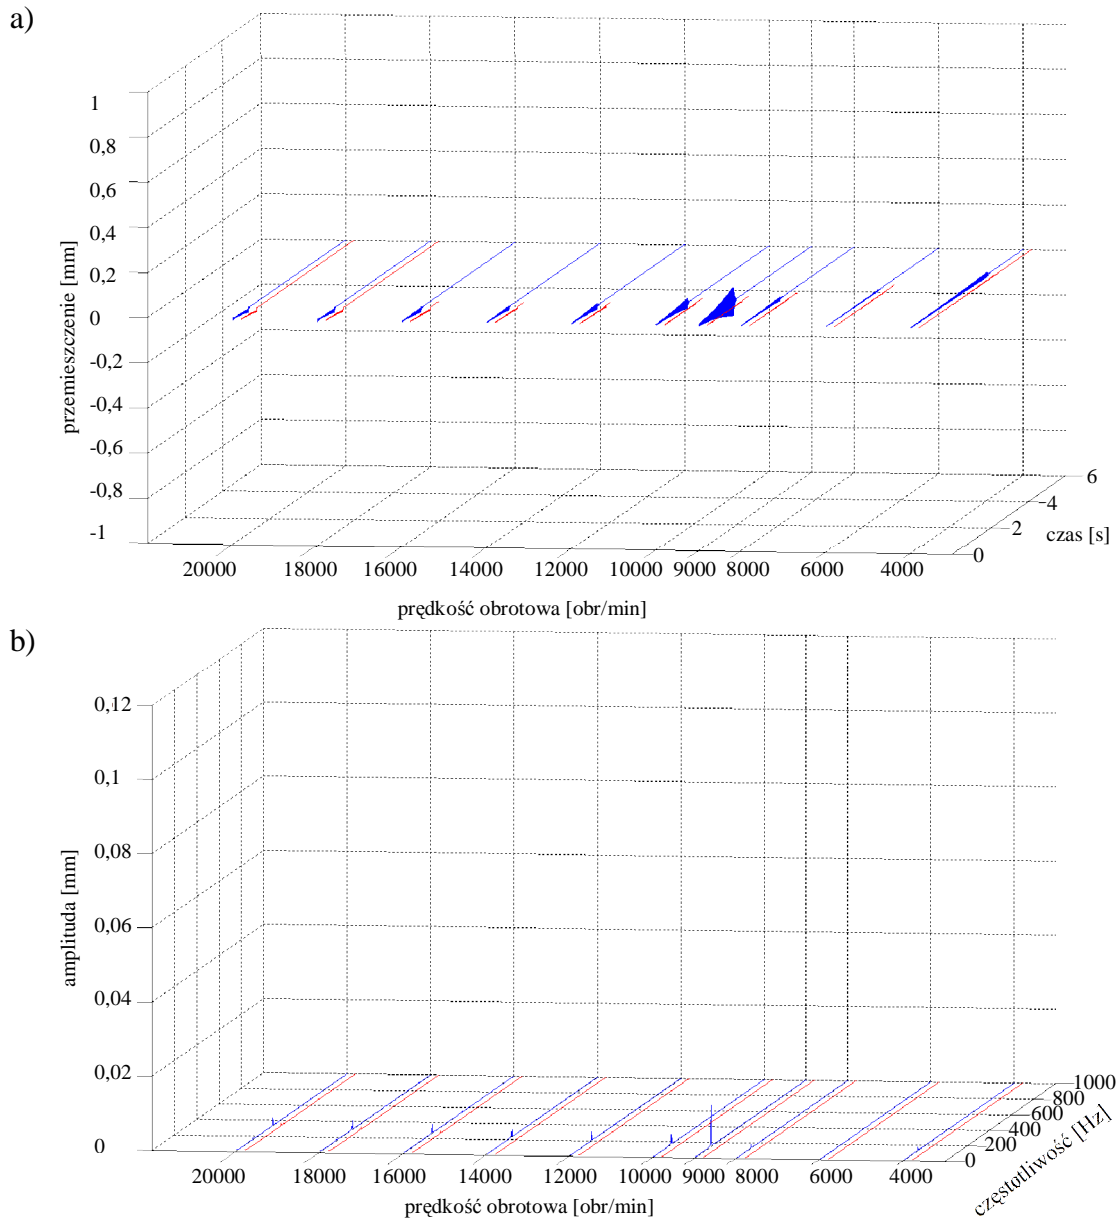 a)
1
0,8
0,6
0,4
0,2
0
-0,2
-0,4
-0,6
-0,8
-1
przemieszczenie [mm]
20000 18000 16000 14000 12000 10000 9000 8000 6000 4000
prędkość obrotowa [obr/min]
0 2 4 6
czas [s]
b)
0,12
0,1
0,08
0,06
0,04
0,02
0
amplituda [mm]
20000 18000 16000 14000 12000 10000 9000 8000 6000 4000
prędkość obrotowa [obr/min]
0 200 400 600 800 1000
częstotliwość [Hz]